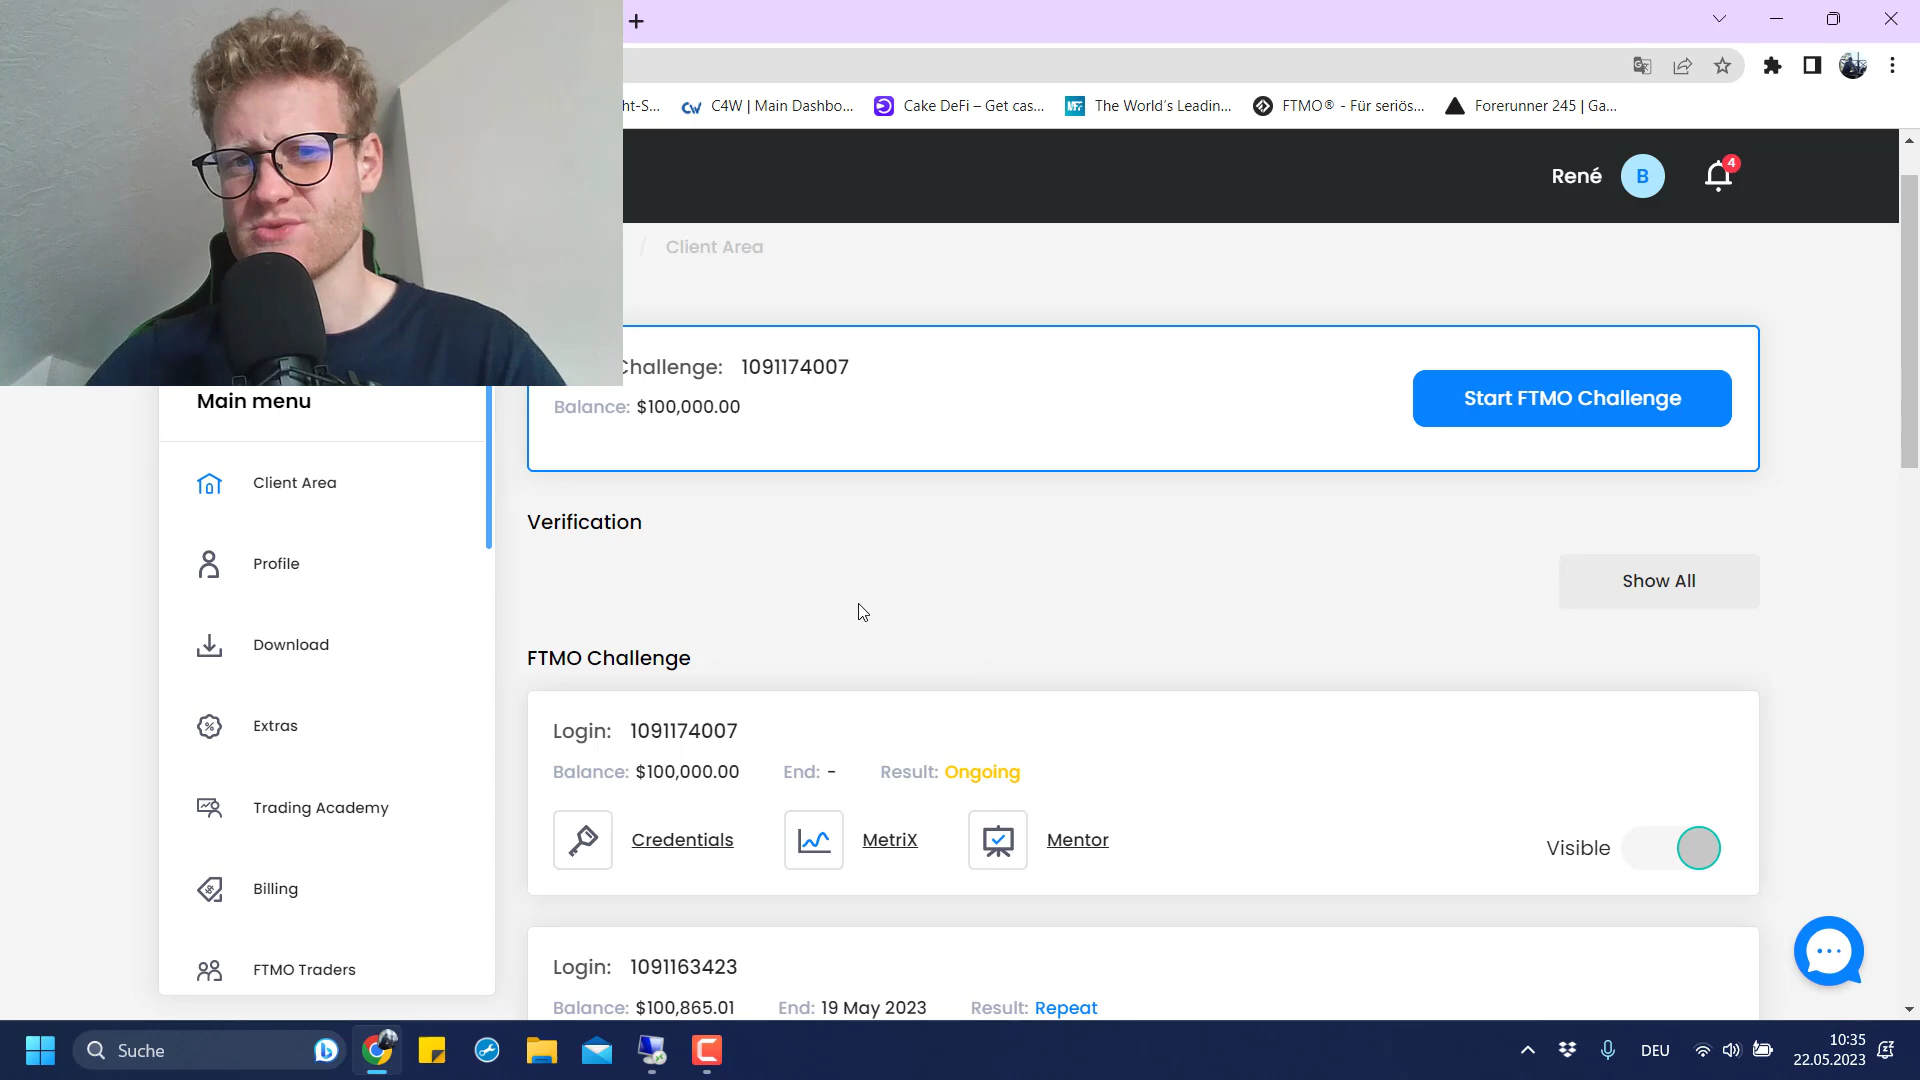 ht-S...
C4W | Main Dashbo...
Cake DeFi – Get cas...
The World's Leadin...
FTMO® - Für seriös...
Forerunner 245 | Ga...
René
B
4
/ Client Area
Challenge: 1091174007
Balance: $100,000.00
Start FTMO Challenge
Main menu
Client Area
Profile
Download
Extras
Trading Academy
Billing
FTMO Traders
Verification
Show All
FTMO Challenge
Login: 1091174007
Balance: $100,000.00 End: - Result: Ongoing
Credentials
MetriX
Mentor
Visible
Login: 1091163423
Balance: $100,865.01 End: 19 May 2023 Result: Repeat
Suche
DEU
10:35
22.05.2023